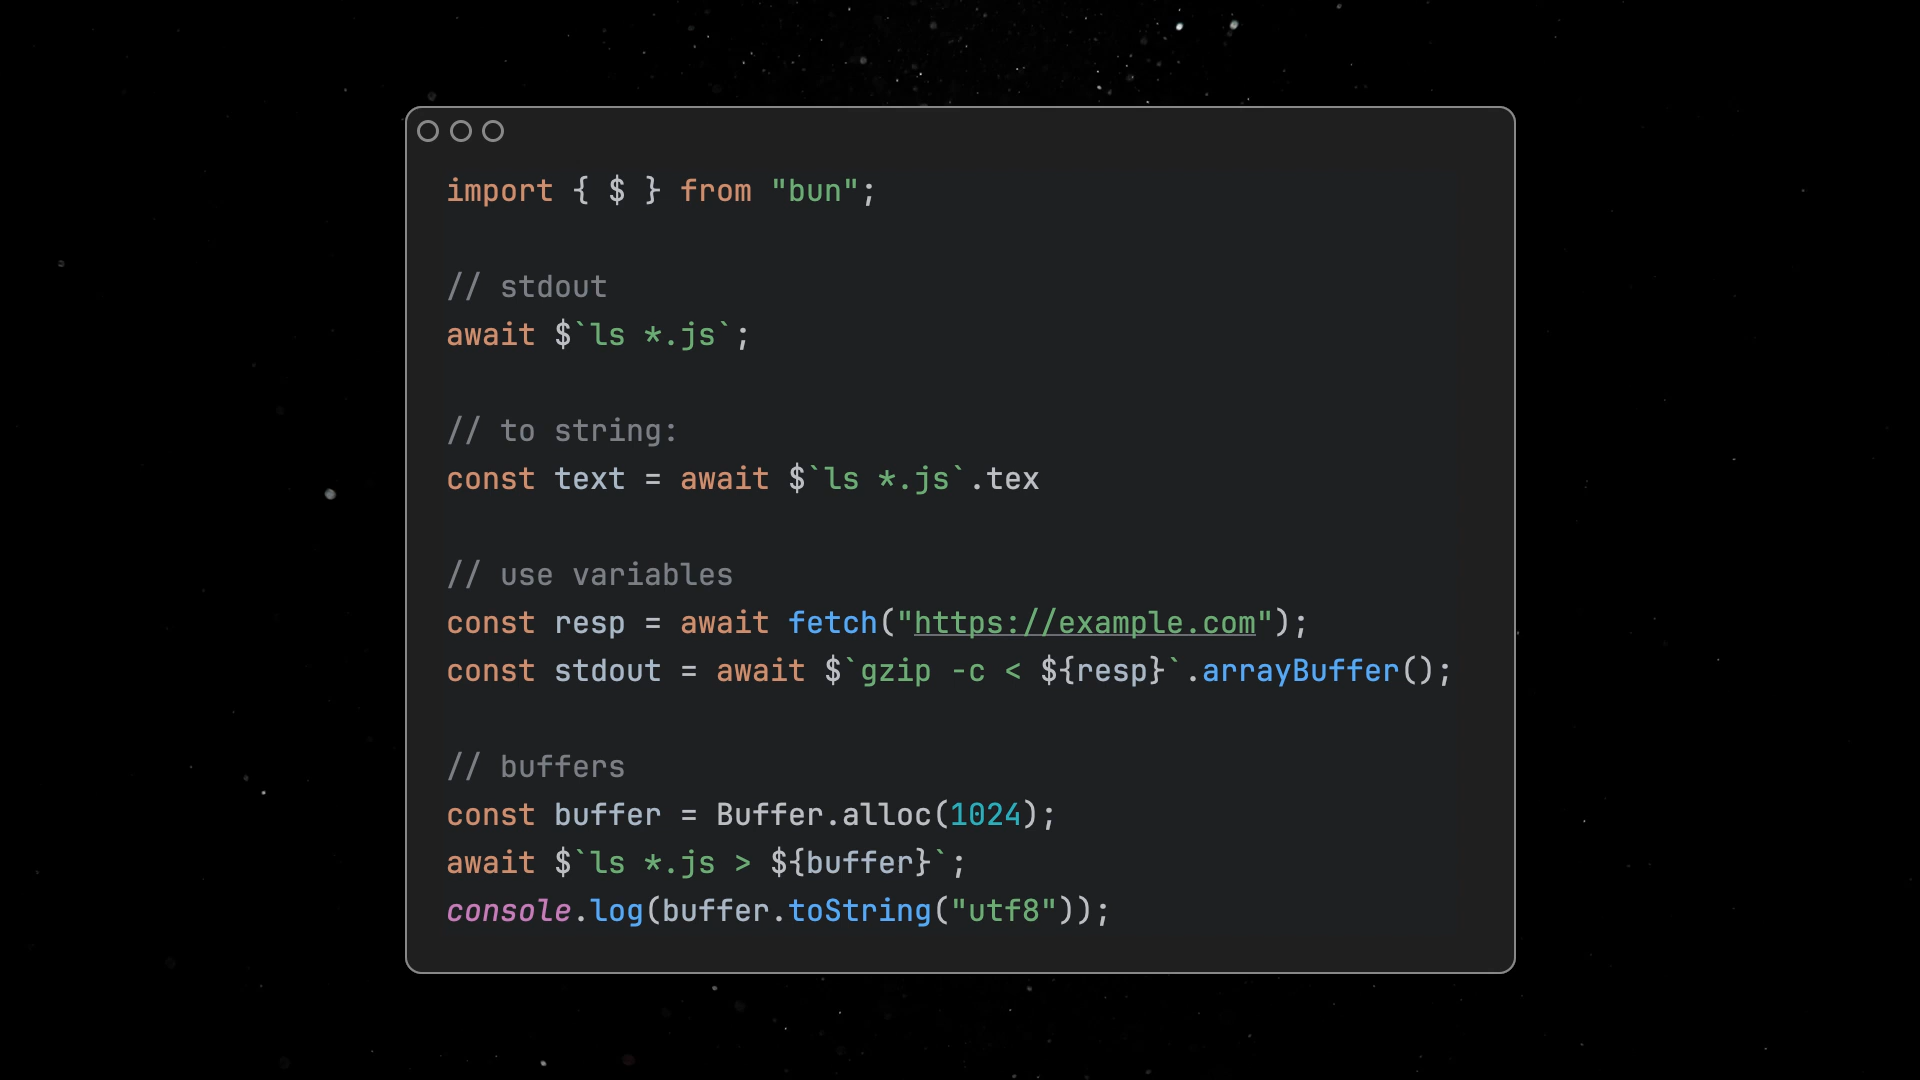 import { $ } from "bun";
// stdout
await $`ls *.js`;
// to string:
const text = await $`ls *.js`.tex
// use variables
const resp = await fetch("https://example.com");
const stdout = await $`gzip -c < ${resp}`.arrayBuffer();
// buffers
const buffer = Buffer.alloc(1024);
await $`ls *.js > ${buffer}`;
console.log(buffer.toString("utf8"));